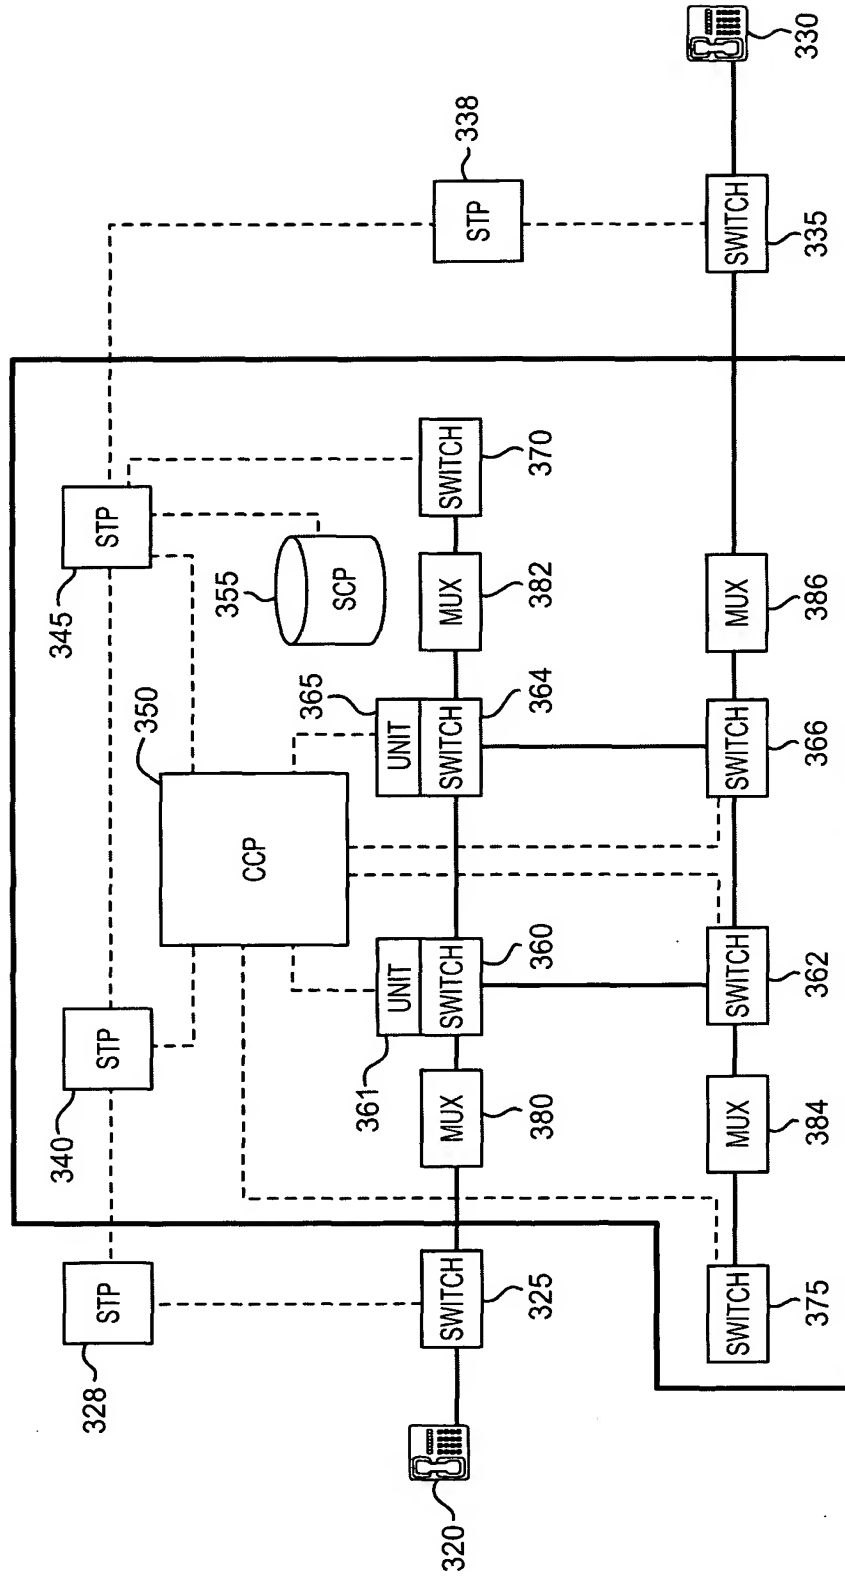 328
STP
340
STP
345
STP
350
CCP
355
SCP
338
STP
320
SWITCH
325
MUX
380
361
UNIT
SWITCH
360
365
UNIT
SWITCH
364
MUX
382
SWITCH
370
SWITCH
375
MUX
384
SWITCH
362
SWITCH
366
MUX
386
SWITCH
335
330